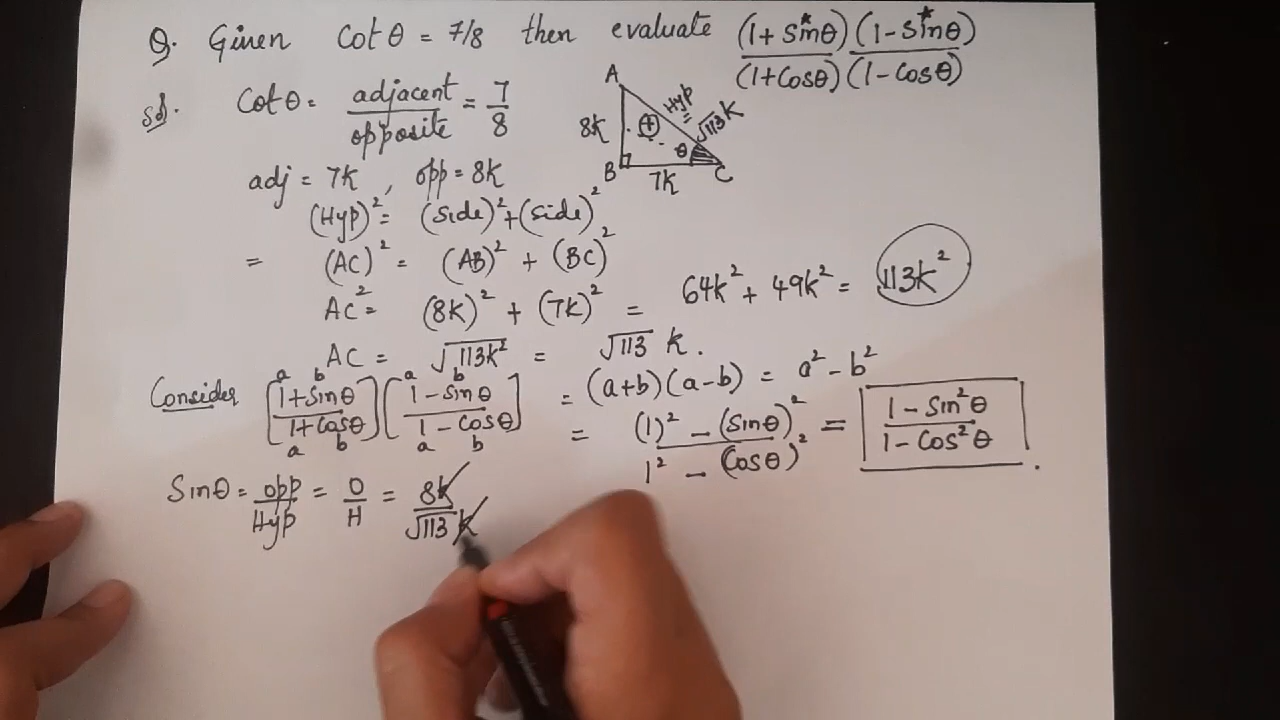 Q. Given Cotθ = 7/8 then evaluate (1+Sinθ)(1-Sinθ) / (1+Cosθ)(1-Cosθ)
Sol. Cotθ = adjacent/opposite = 7/8
A 8k Hyp √113 k θ B 7k C
adj = 7k, opp = 8k
(Hyp)² = (Side)² + (side)²
= (AC)² = (AB)² + (BC)²
AC² = (8k)² + (7k)² = 64k² + 49k² = 113k²
AC = √113k² = √113 k.
Consider [1+Sinθ / 1+Cosθ] [1-Sinθ / 1-Cosθ] = (a+b)(a-b) = a² - b²
a b a b
a b a b
= (1)² - (Sinθ)² / 1² - (Cosθ)² = 1 - Sin²θ / 1 - Cos²θ .
Sinθ = opp/Hyp = O/H = 8k/√113 k